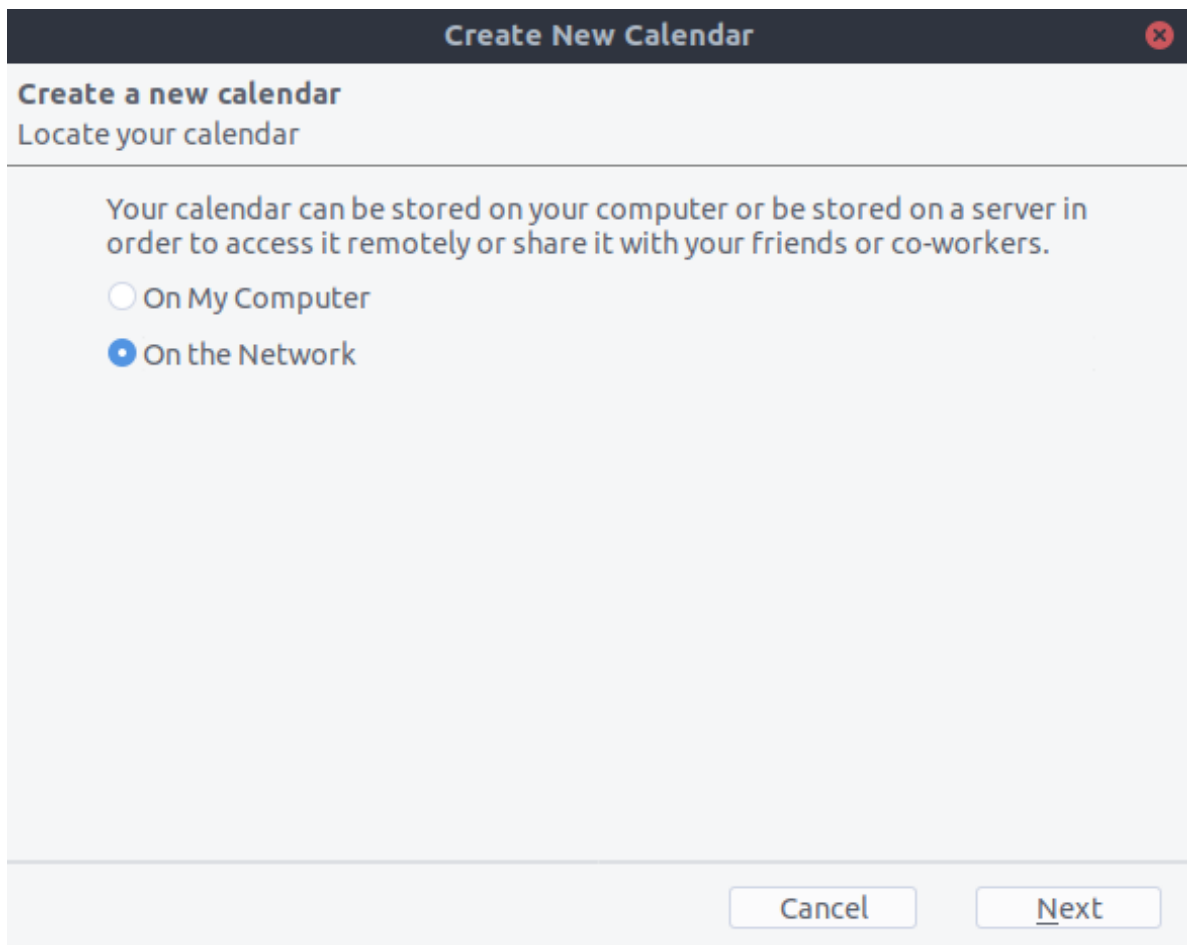 Create New Calendar
Create a new calendar
Locate your calendar
Your calendar can be stored on your computer or be stored on a server in
order to access it remotely or share it with your friends or co-workers.
On My Computer
On the Network
Cancel
Next